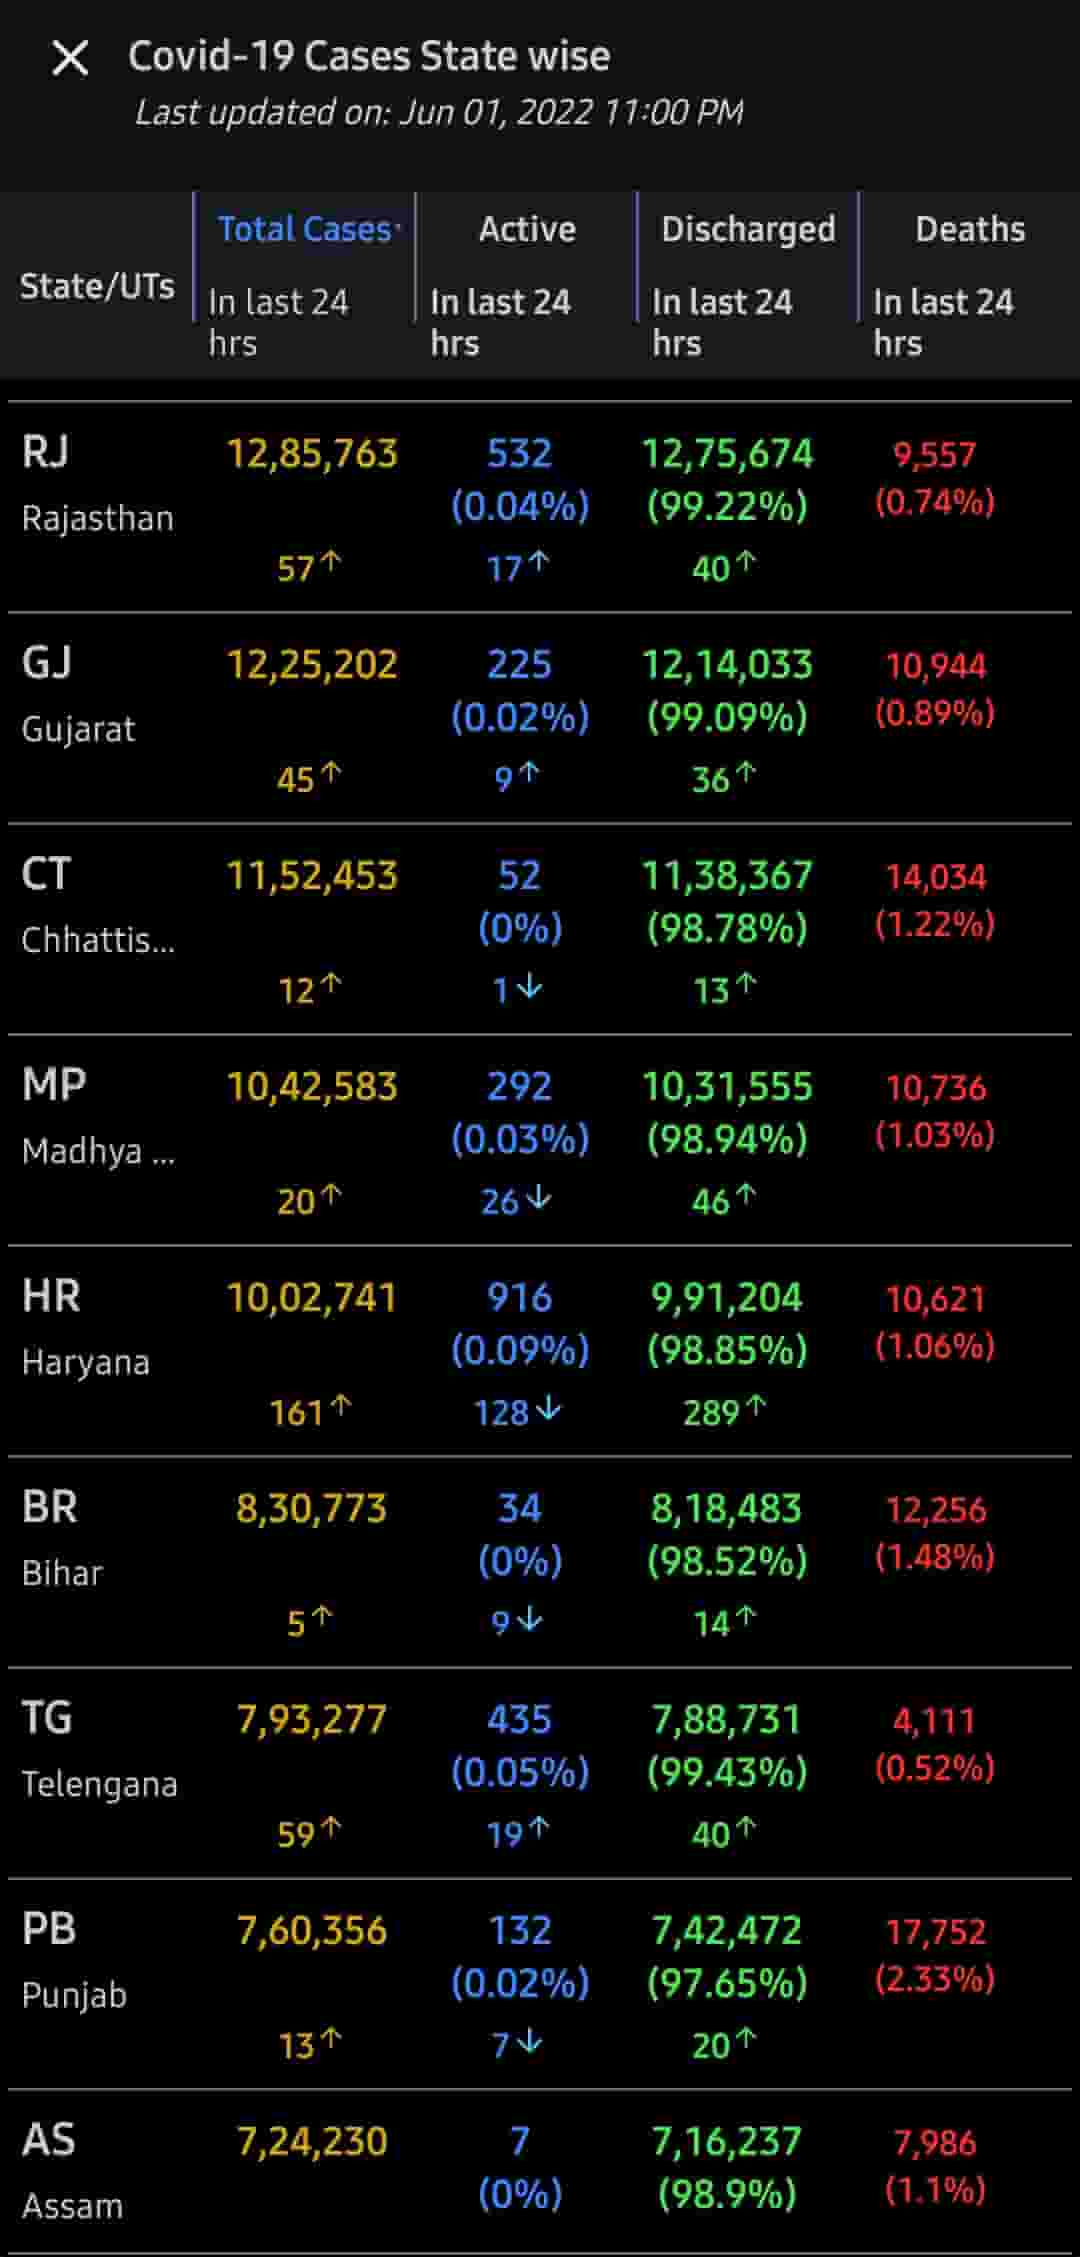 Covid-19 Cases State wise
Last updated on: Jun 01, 2022 11:00 PM
State/UTs
Total Cases
In last 24
hrs
Active
In last 24
hrs
Discharged
In last 24
hrs
Deaths
In last 24
hrs
RJ 12,85,763 532 12,75,674 9,557
(0.04%) (99.22%) (0.74%)
Rajasthan
57↑ 17↑ 40↑
GJ 12,25,202 225 12,14,033 10,944
(0.02%) (99.09%) (0.89%)
Gujarat
45↑ 9↑ 36↑
CT 11,52,453 52 11,38,367 14,034
(0%) (98.78%) (1.22%)
Chhattis...
12↑ 1↓ 13↑
MP 10,42,583 292 10,31,555 10,736
(0.03%) (98.94%) (1.03%)
Madhya ...
20↑ 26↓ 46↑
HR 10,02,741 916 9,91,204 10,621
(0.09%) (98.85%) (1.06%)
Haryana
161↑ 128↓ 289↑
BR 8,30,773 34 8,18,483 12,256
(0%) (98.52%) (1.48%)
Bihar
5↑ 9↓ 14↑
TG 7,93,277 435 7,88,731 4,111
(0.05%) (99.43%) (0.52%)
Telengana
59↑ 19↑ 40↑
PB 7,60,356 132 7,42,472 17,752
(0.02%) (97.65%) (2.33%)
Punjab
13↑ 7↓ 20↑
AS 7,24,230 7 7,16,237 7,986
(0%) (98.9%) (1.1%)
Assam